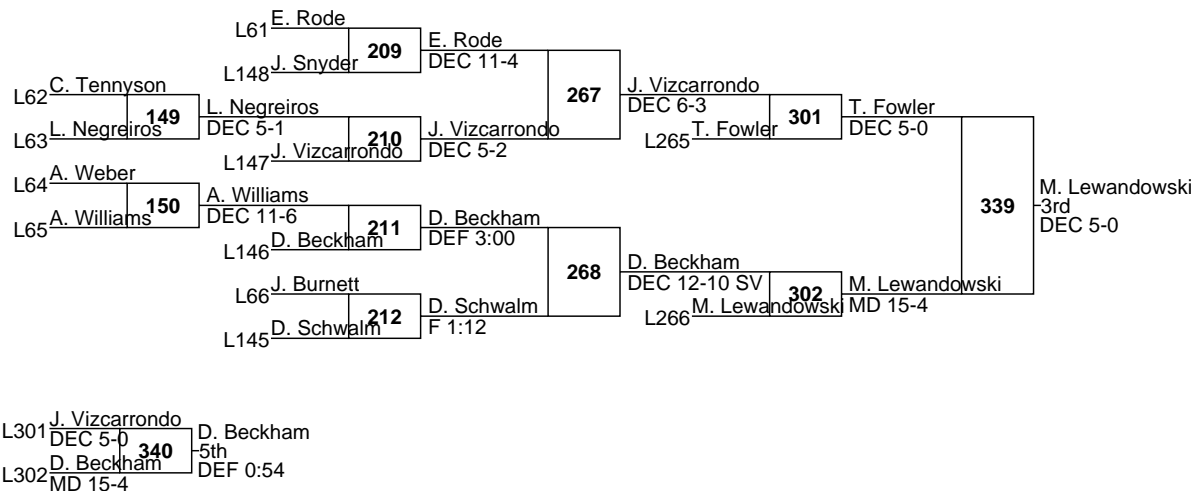 E. Rode
L61
209
E. Rode
DEC 11-4
J. Snyder
L148
C. Tennyson
L62
149
L. Negreiros
DEC 5-1
L. Negreiros
L63
210
J. Vizcarrondo
DEC 5-2
J. Vizcarrondo
L147
267
J. Vizcarrondo
DEC 6-3
301
T. Fowler
L265
T. Fowler
DEC 5-0
A. Weber
L64
150
A. Williams
DEC 11-6
A. Williams
L65
211
D. Beckham
DEF 3:00
D. Beckham
L146
268
D. Beckham
DEC 12-10 SV
J. Burnett
L66
212
D. Schwalm
F 1:12
D. Schwalm
L145
302
M. Lewandowski
L266
M. Lewandowski
MD 15-4
339
M. Lewandowski
3rd
DEC 5-0
J. Vizcarrondo
L301
DEC 5-0
340
D. Beckham
5th
DEF 0:54
D. Beckham
L302
MD 15-4